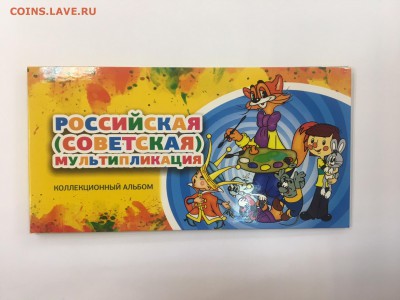 COINS.LAVE.RU
РОССИЙСКАЯ
(СОВЕТСКАЯ)
МУЛЬТИПЛИКАЦИЯ
КОЛЛЕКЦИОННЫЙ АЛЬБОМ